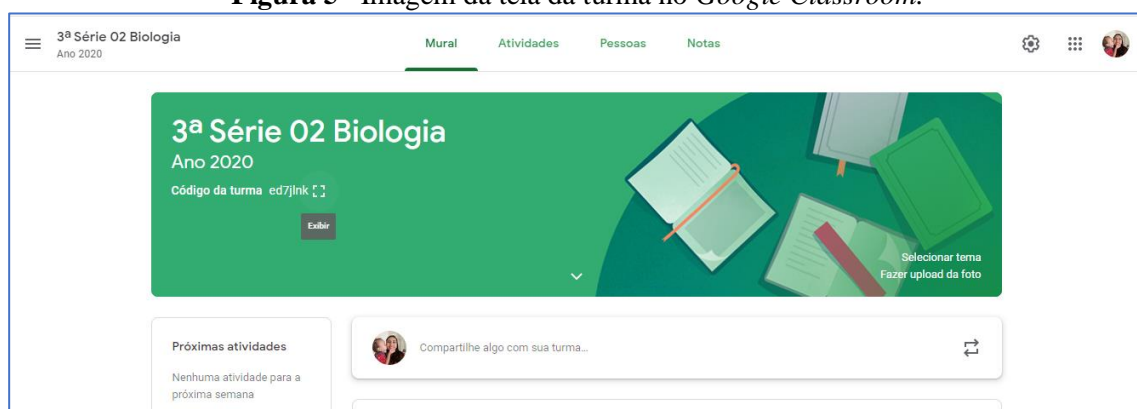 Figura 3 - Imagem da tela da turma no Google Classroom.
3ª Série 02 Biologia
Ano 2020
Mural Atividades Pessoas Notas
3ª Série 02 Biologia
Ano 2020
Código da turma ed7jlnk
Exibir
Selecionar tema
Fazer upload da foto
Próximas atividades
Nenhuma atividade para a
próxima semana
Compartilhe algo com sua turma...